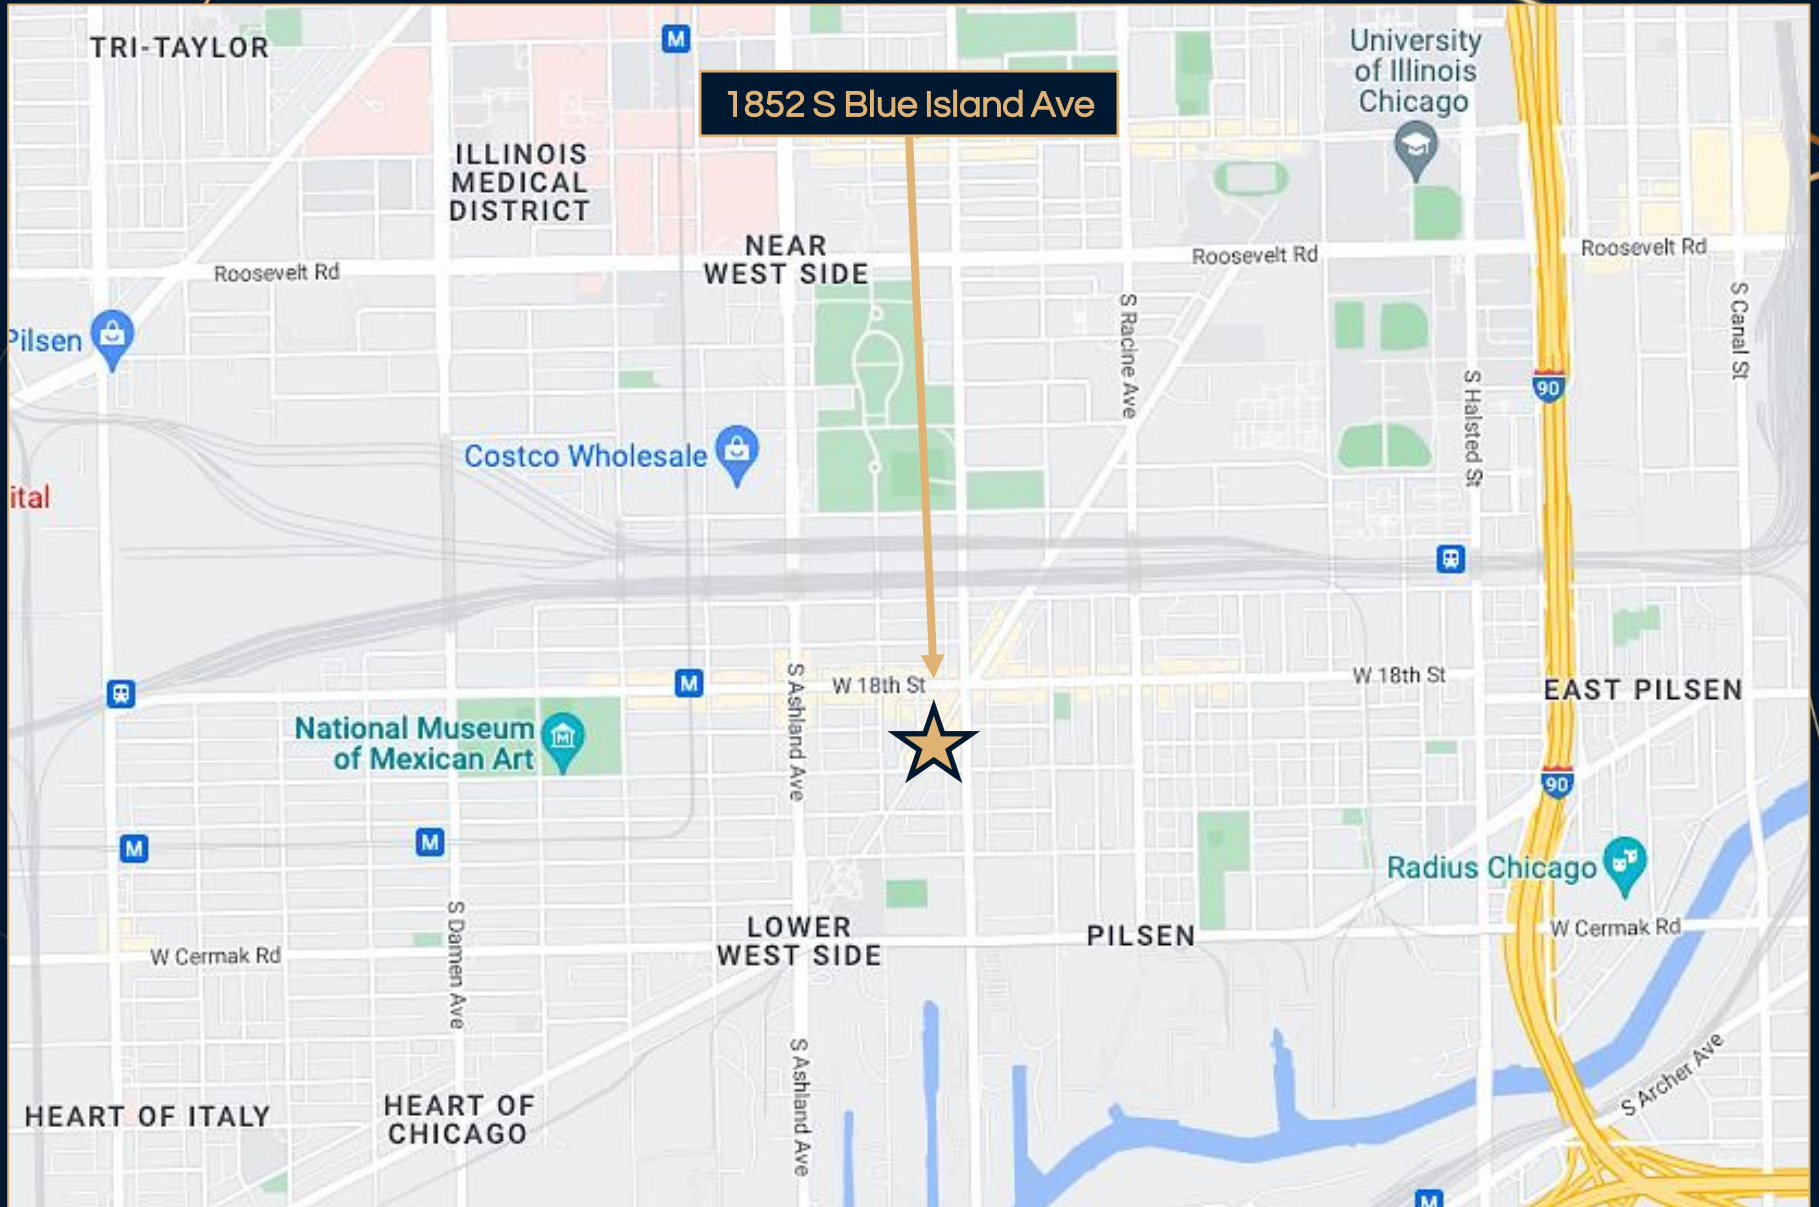 TRI-TAYLOR
M
University
of Illinois
Chicago
1852 S Blue Island Ave
ILLINOIS
MEDICAL
DISTRICT
NEAR
WEST SIDE
Roosevelt Rd
Roosevelt Rd
Roosevelt Rd
S Racine Ave
S Canal St
Pilsen
S Halsted St
90
Costco Wholesale
ital
W 18th St
W 18th St
M
S Ashland Ave
EAST PILSEN
National Museum
of Mexican Art
M
90
M
M
Radius Chicago
S Damen Ave
LOWER
WEST SIDE
PILSEN
W Cermak Rd
W Cermak Rd
S Ashland Ave
S Archer Ave
HEART OF ITALY
HEART OF
CHICAGO
M